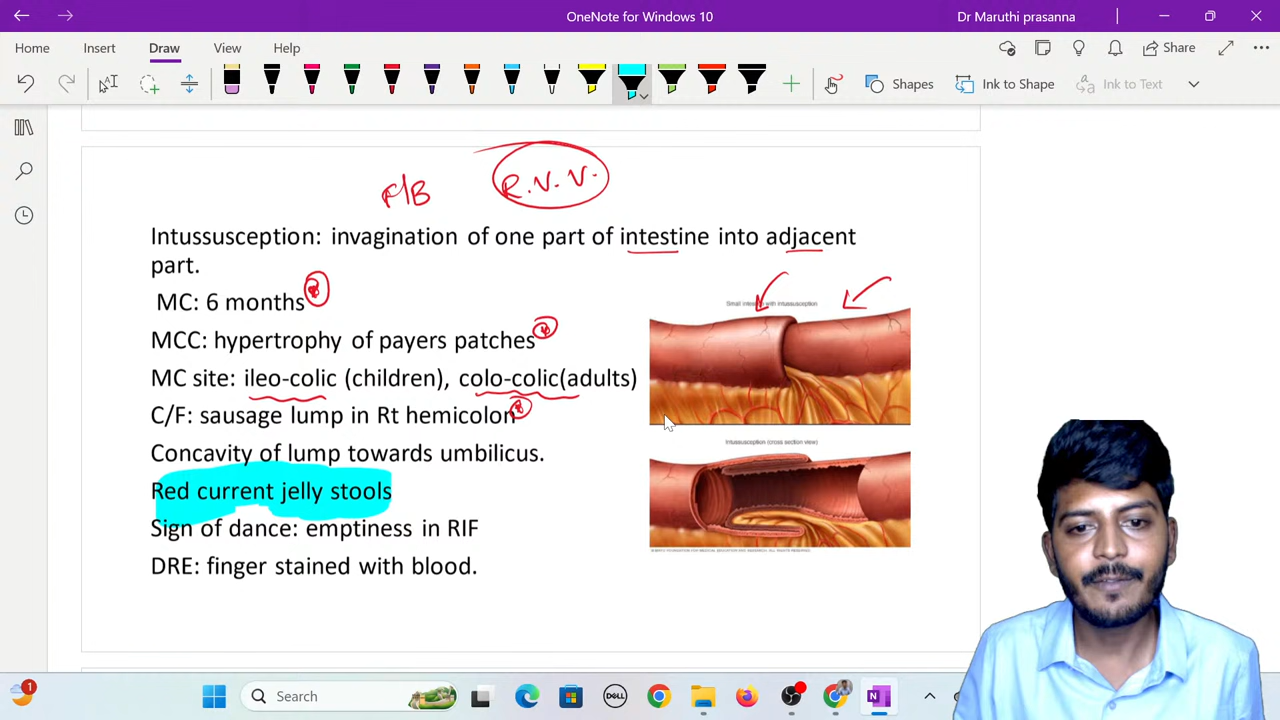 OneNote for Windows 10
Dr Maruthi prasanna
Home Insert Draw View Help
Share
Shapes
Ink to Shape
Ink to Text
R.V.V.
Intussusception: invagination of one part of intestine into adjacent
part.
MC: 6 months
MCC: hypertrophy of payers patches
MC site: ileo-colic (children), colo-colic(adults)
C/F: sausage lump in Rt hemicolon
Concavity of lump towards umbilicus.
Red current jelly stools
Sign of dance: emptiness in RIF
DRE: finger stained with blood.
Small intestine with intussusception
Intussusception (cross section view)
1
Search
DELL
N